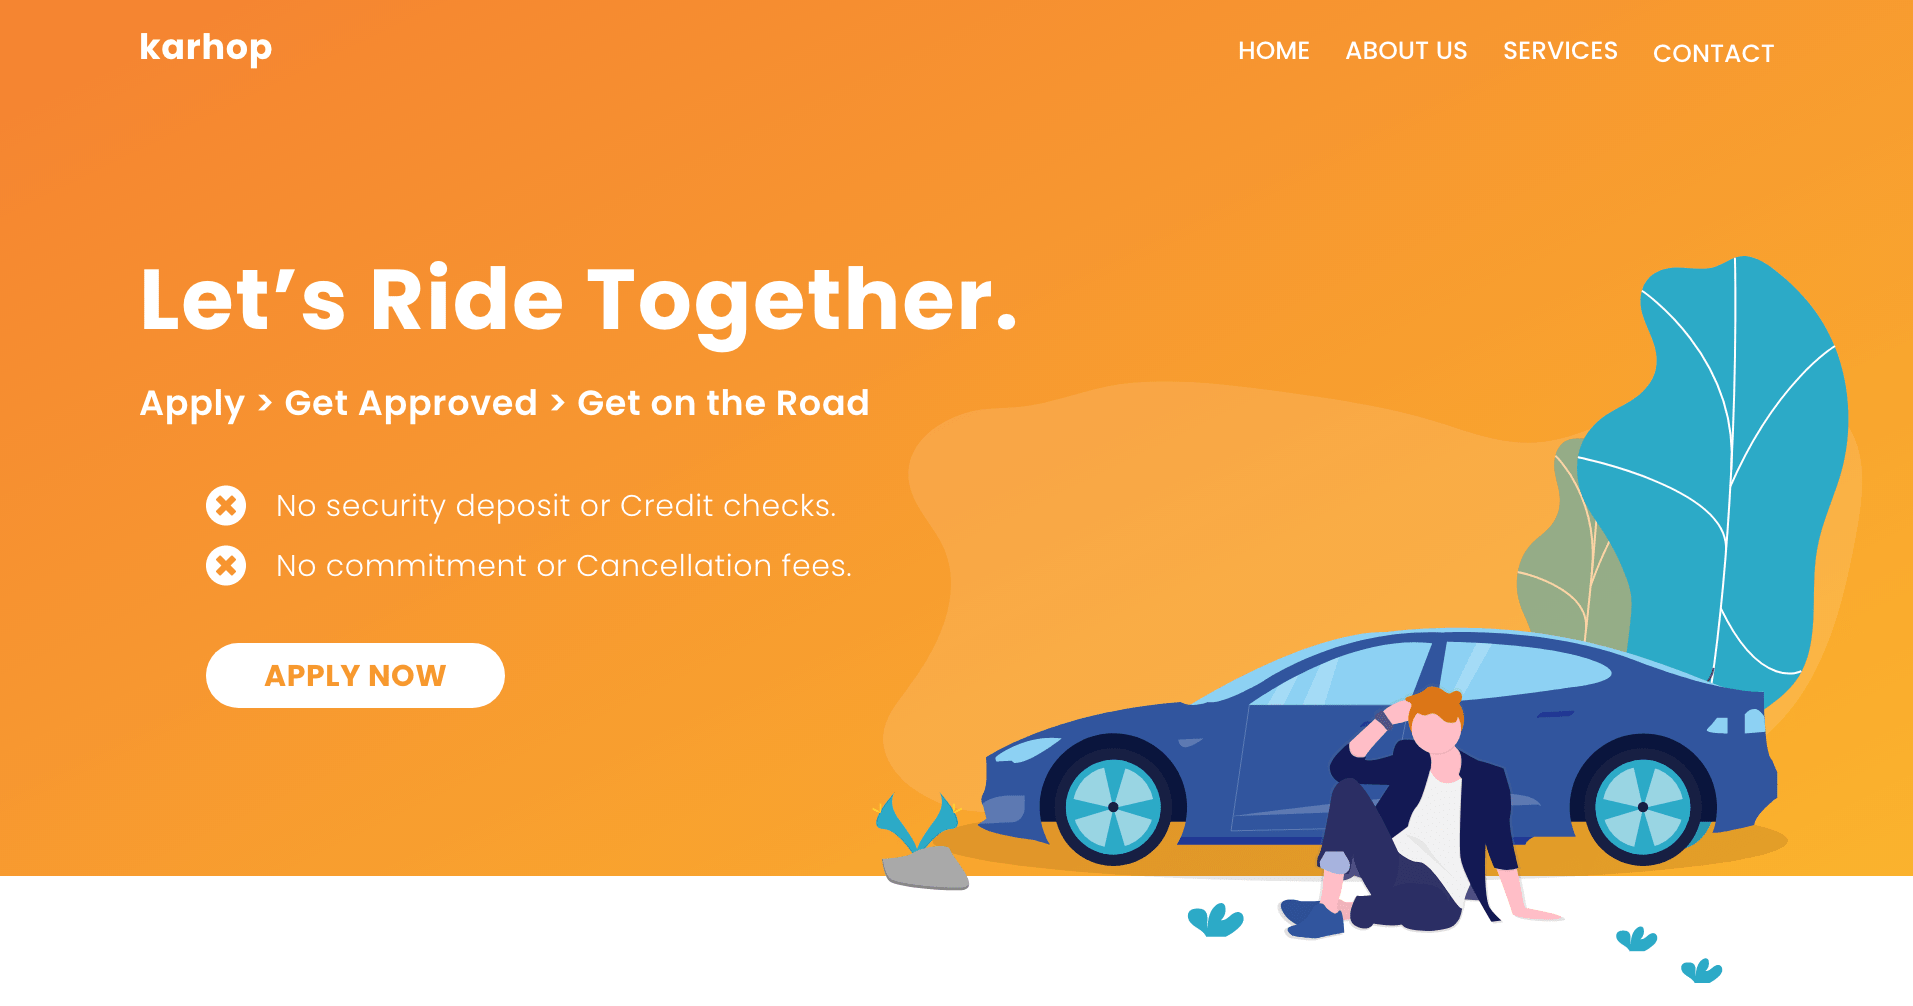 karhop
HOME ABOUT US SERVICES CONTACT
Let’s Ride Together.
Apply > Get Approved > Get on the Road
No security deposit or Credit checks.
No commitment or Cancellation fees.
APPLY NOW